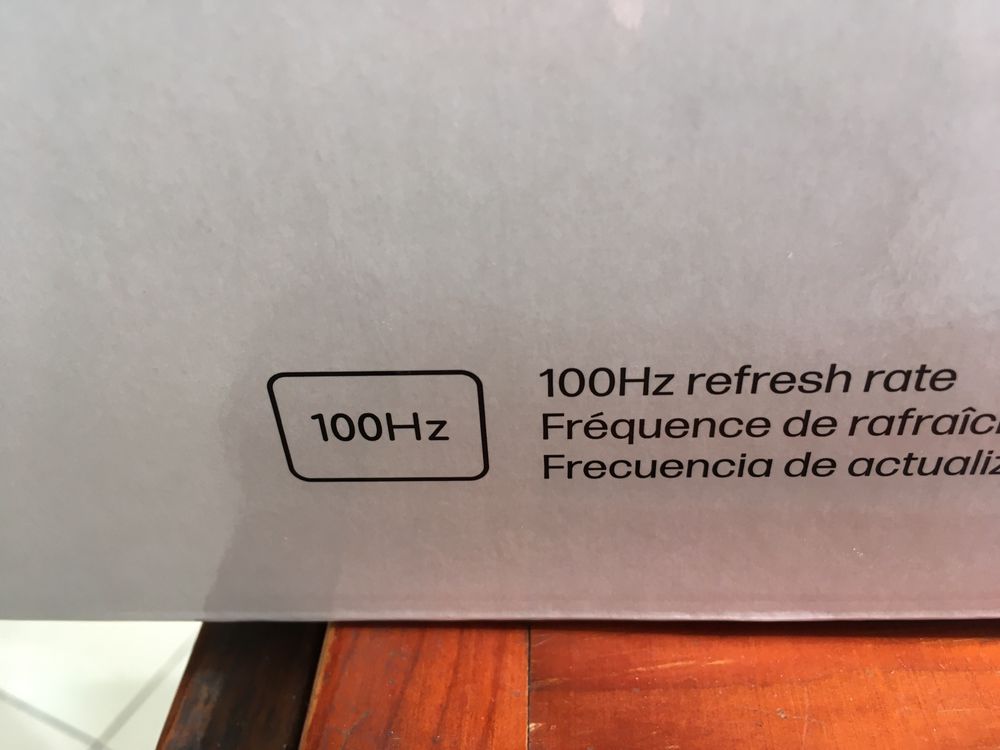 100Hz
100Hz refresh rate
Fréquence de
Frecuencia de